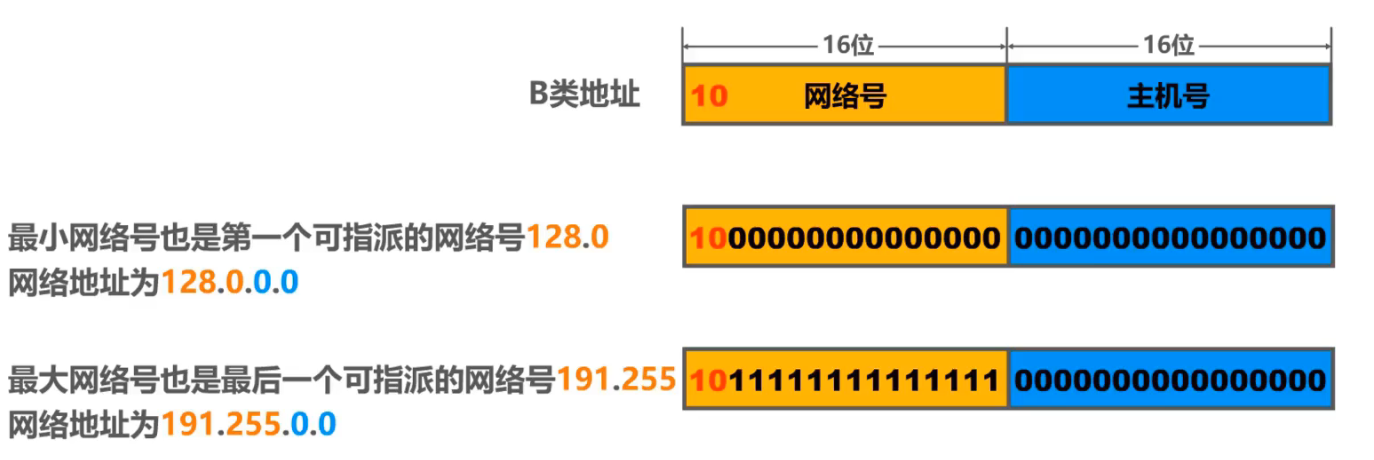 16位 16位
B类地址 10 网络号 主机号
最小网络号也是第一个可指派的网络号128.0
网络地址为128.0.0.0
1000000000000000 0000000000000000
最大网络号也是最后一个可指派的网络号191.255
网络地址为191.255.0.0
1011111111111111 0000000000000000